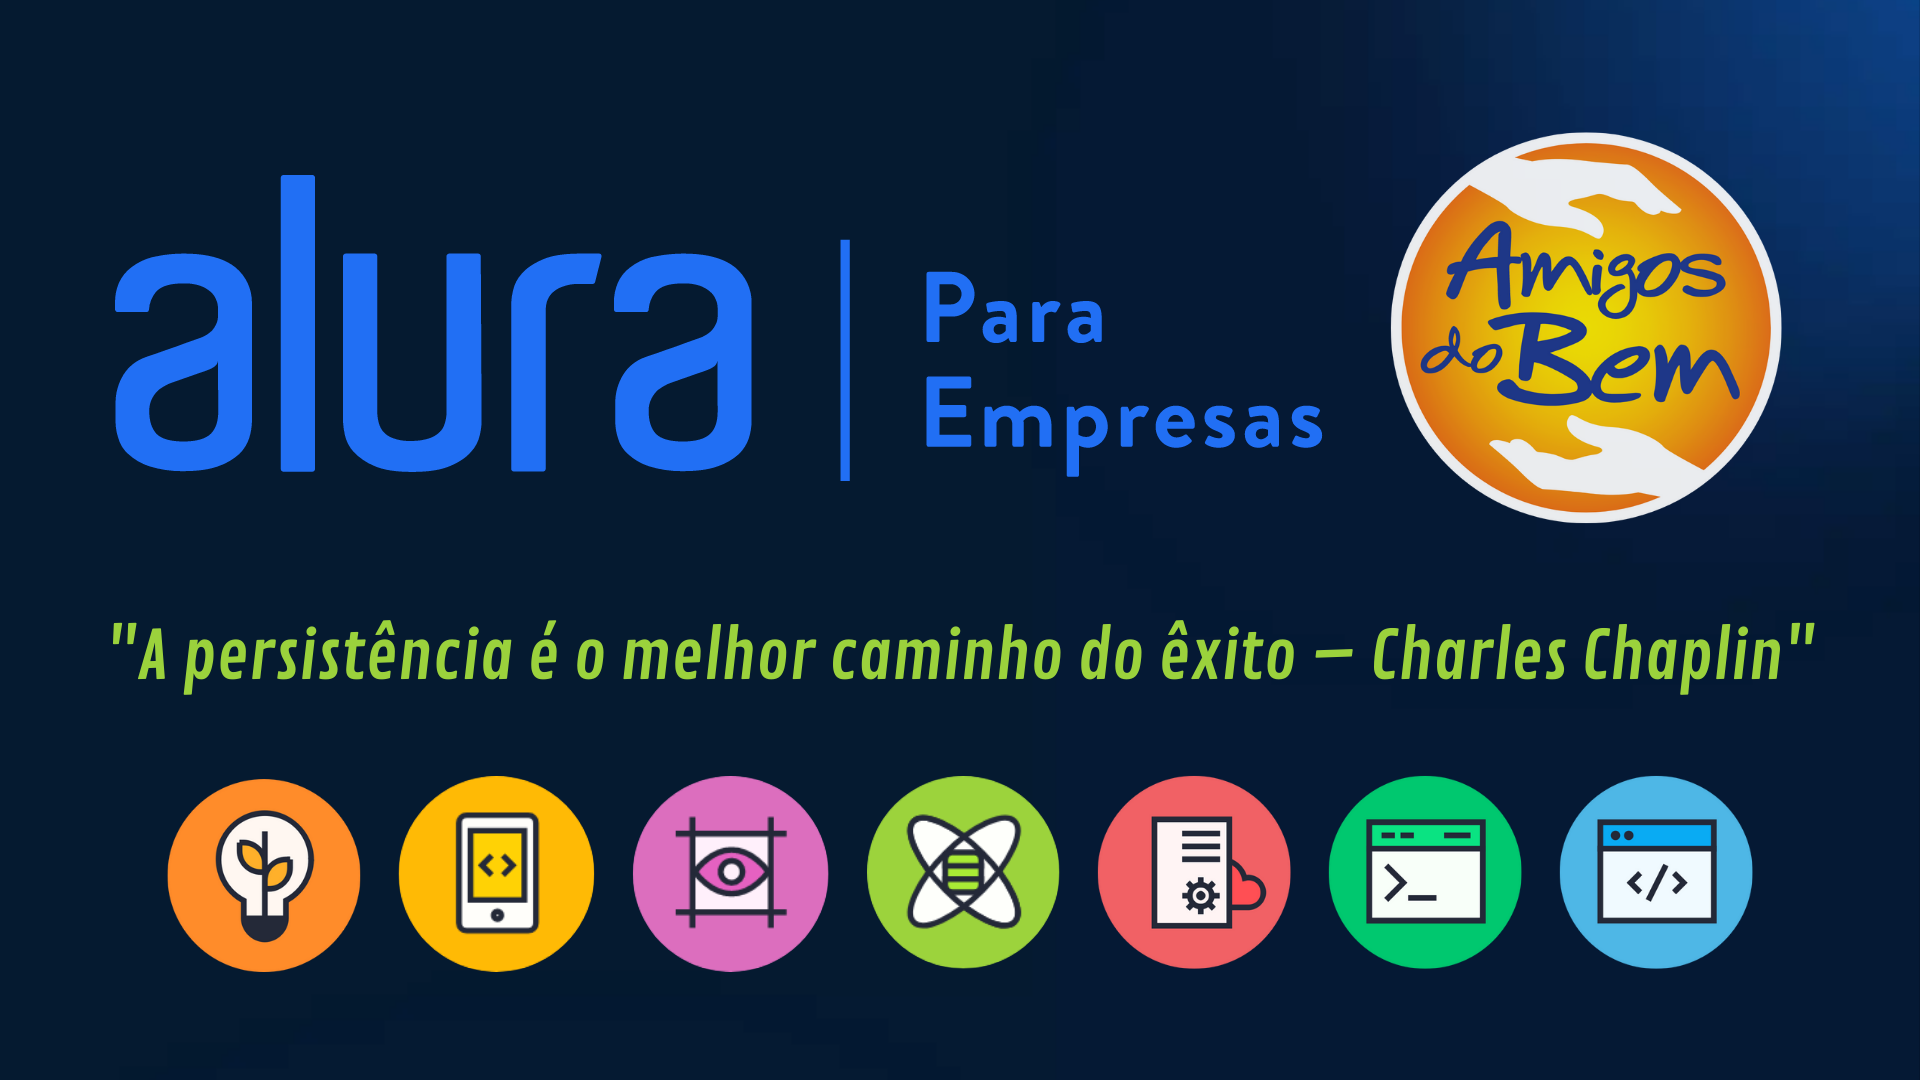 alura
Para
Empresas
Amigos
do Bem
"A persistência é o melhor caminho do êxito – Charles Chaplin"